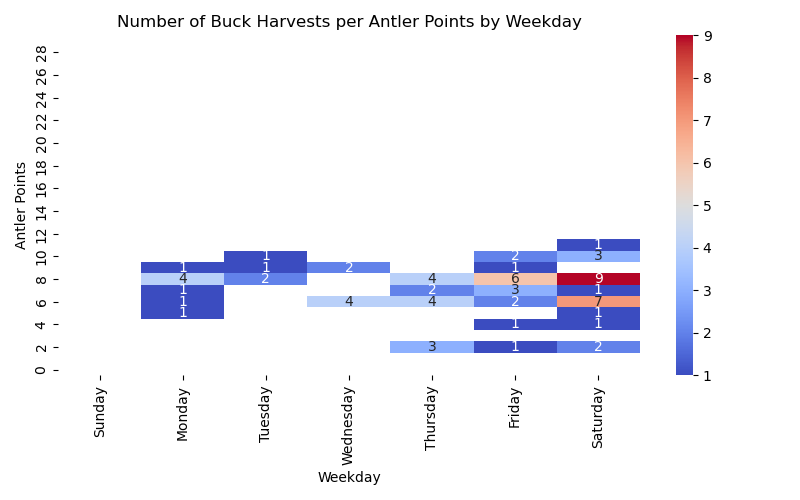 Number of Buck Harvests per Antler Points by Weekday
Antler Points
28
26
24
22
20
18
16
14
12
10
8
6
4
2
0
1
1 2 3
1 1 2 1
4 2 4 6 9
1 2 3 1
1 4 4 2 7
1 1
1 1
3 1 2
Sunday
Monday
Tuesday
Wednesday
Thursday
Friday
Saturday
Weekday
9
8
7
6
5
4
3
2
1